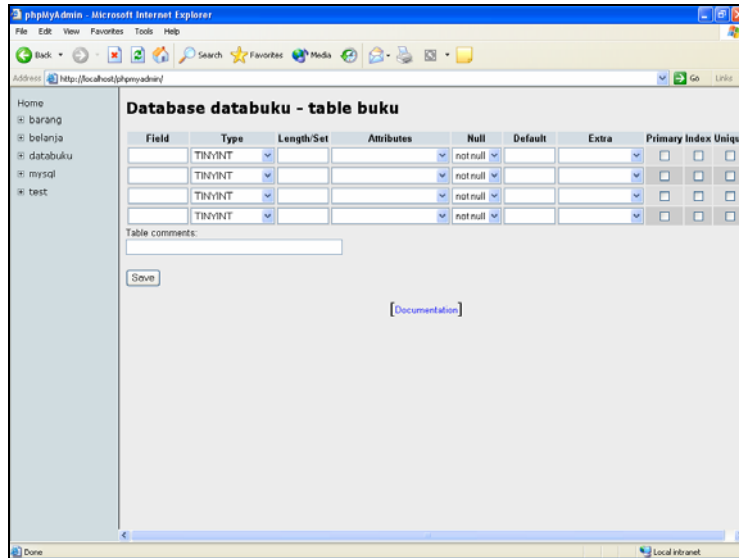 phpMyAdmin - Microsoft Internet Explorer
File Edit View Favorites Tools Help
Back Search Favorites Media
Address http://localhost/phpmyadmin/ Go Links
Home
barang
belanja
databuku
mysql
test
Database databuku - table buku
Field Type Length/Set Attributes Null Default Extra Primary Index Uniqu
TINYINT not null
TINYINT not null
TINYINT not null
TINYINT not null
Table comments:
Save
[Documentation]
Done Local intranet